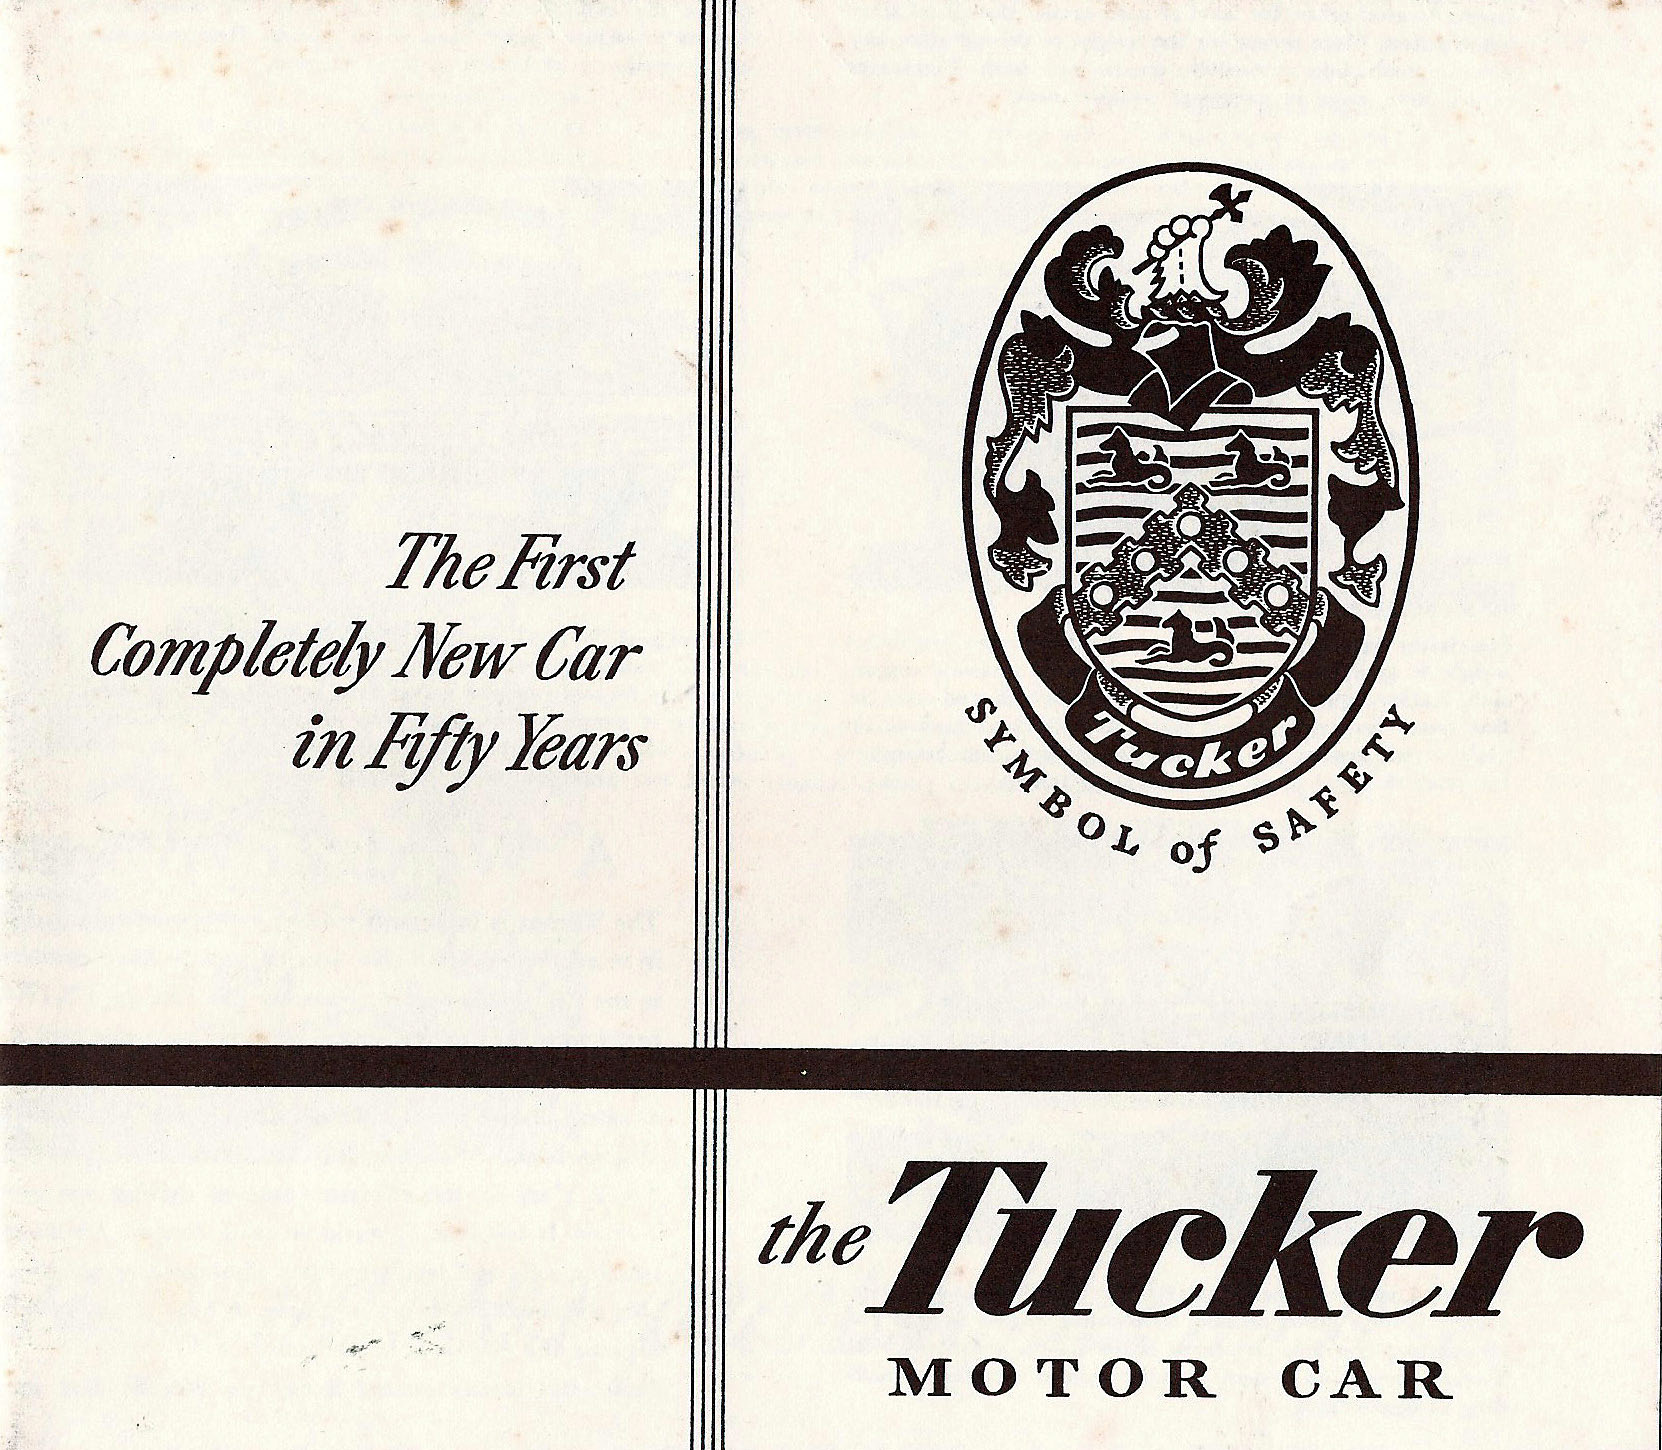 The First
Completely New Car
in Fifty Years
Tucker
SYMBOL of SAFETY
the Tucker
MOTOR CAR